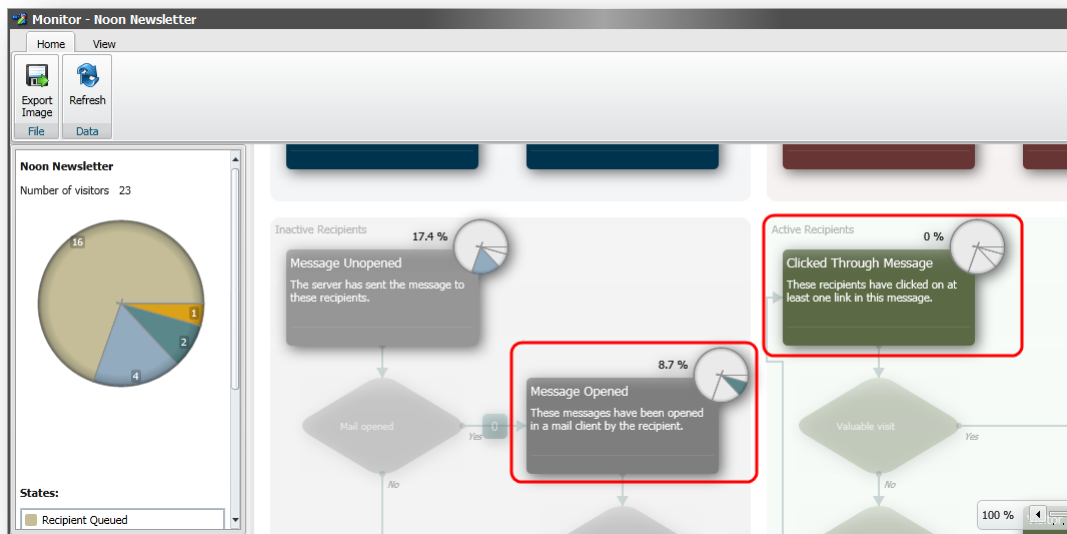 Monitor - Noon Newsletter
Home View
Export Image
Refresh
File
Data
Noon Newsletter
Number of visitors 23
16
1
2
4
States:
Recipient Queued
Inactive Recipients
17.4 %
Message Unopened
The server has sent the message to
these recipients.
Mail opened
Yes
0
No
8.7 %
Message Opened
These messages have been opened
in a mail client by the recipient.
Active Recipients
0 %
Clicked Through Message
These recipients have clicked on at
least one link in this message.
Valuable visit
Yes
No
100 %